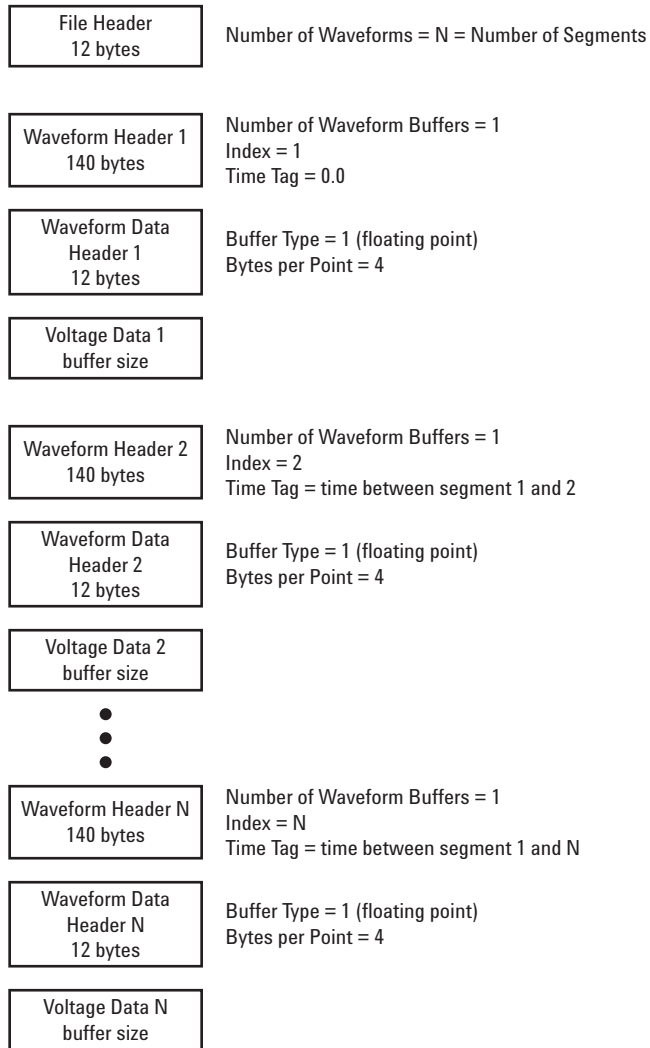 File Header
12 bytes
Number of Waveforms = N = Number of Segments
Waveform Header 1
140 bytes
Number of Waveform Buffers = 1
Index = 1
Time Tag = 0.0
Waveform Data
Header 1
12 bytes
Buffer Type = 1 (floating point)
Bytes per Point = 4
Voltage Data 1
buffer size
Waveform Header 2
140 bytes
Number of Waveform Buffers = 1
Index = 2
Time Tag = time between segment 1 and 2
Waveform Data
Header 2
12 bytes
Buffer Type = 1 (floating point)
Bytes per Point = 4
Voltage Data 2
buffer size
Waveform Header N
140 bytes
Number of Waveform Buffers = 1
Index = N
Time Tag = time between segment 1 and N
Waveform Data
Header N
12 bytes
Buffer Type = 1 (floating point)
Bytes per Point = 4
Voltage Data N
buffer size